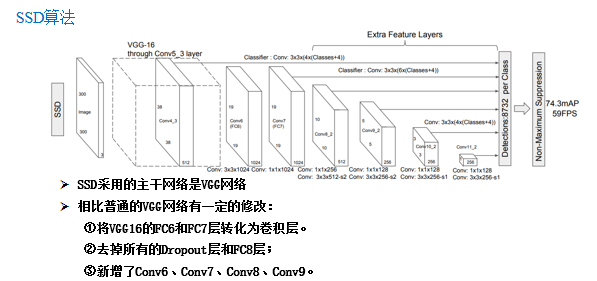 SSD算法
Extra Feature Layers
VGG-16
through Conv5_3 layer
Classifier : Conv: 3x3x(4x(Classes+4))
Classifier : Conv: 3x3x(6x(Classes+4))
SSD
300
Image
300
3
38
Conv4_3
38
512
19
Conv6
(FC6)
19
1024
19
Conv7
(FC7)
19
1024
10
Conv8_2
10
512
5
Conv9_2
5
256
3
Conv10_2
3
256
Conv11_2
1
256
Conv: 3x3x(4x(Classes+4))
Detections:8732 per Class
Non-Maximum Suppression
74.3mAP
59FPS
Conv: 3x3x1024
Conv: 1x1x1024
Conv: 1x1x256
Conv: 3x3x512-s2
Conv: 1x1x128
Conv: 3x3x256-s2
Conv: 1x1x128
Conv: 3x3x256-s1
Conv: 1x1x128
Conv: 3x3x256-s1
➢ SSD采用的主干网络是VGG网络
➢ 相比普通的VGG网络有一定的修改：
①将VGG16的FC6和FC7层转化为卷积层。
②去掉所有的Dropout层和FC8层；
③新增了Conv6、Conv7、Conv8、Conv9。